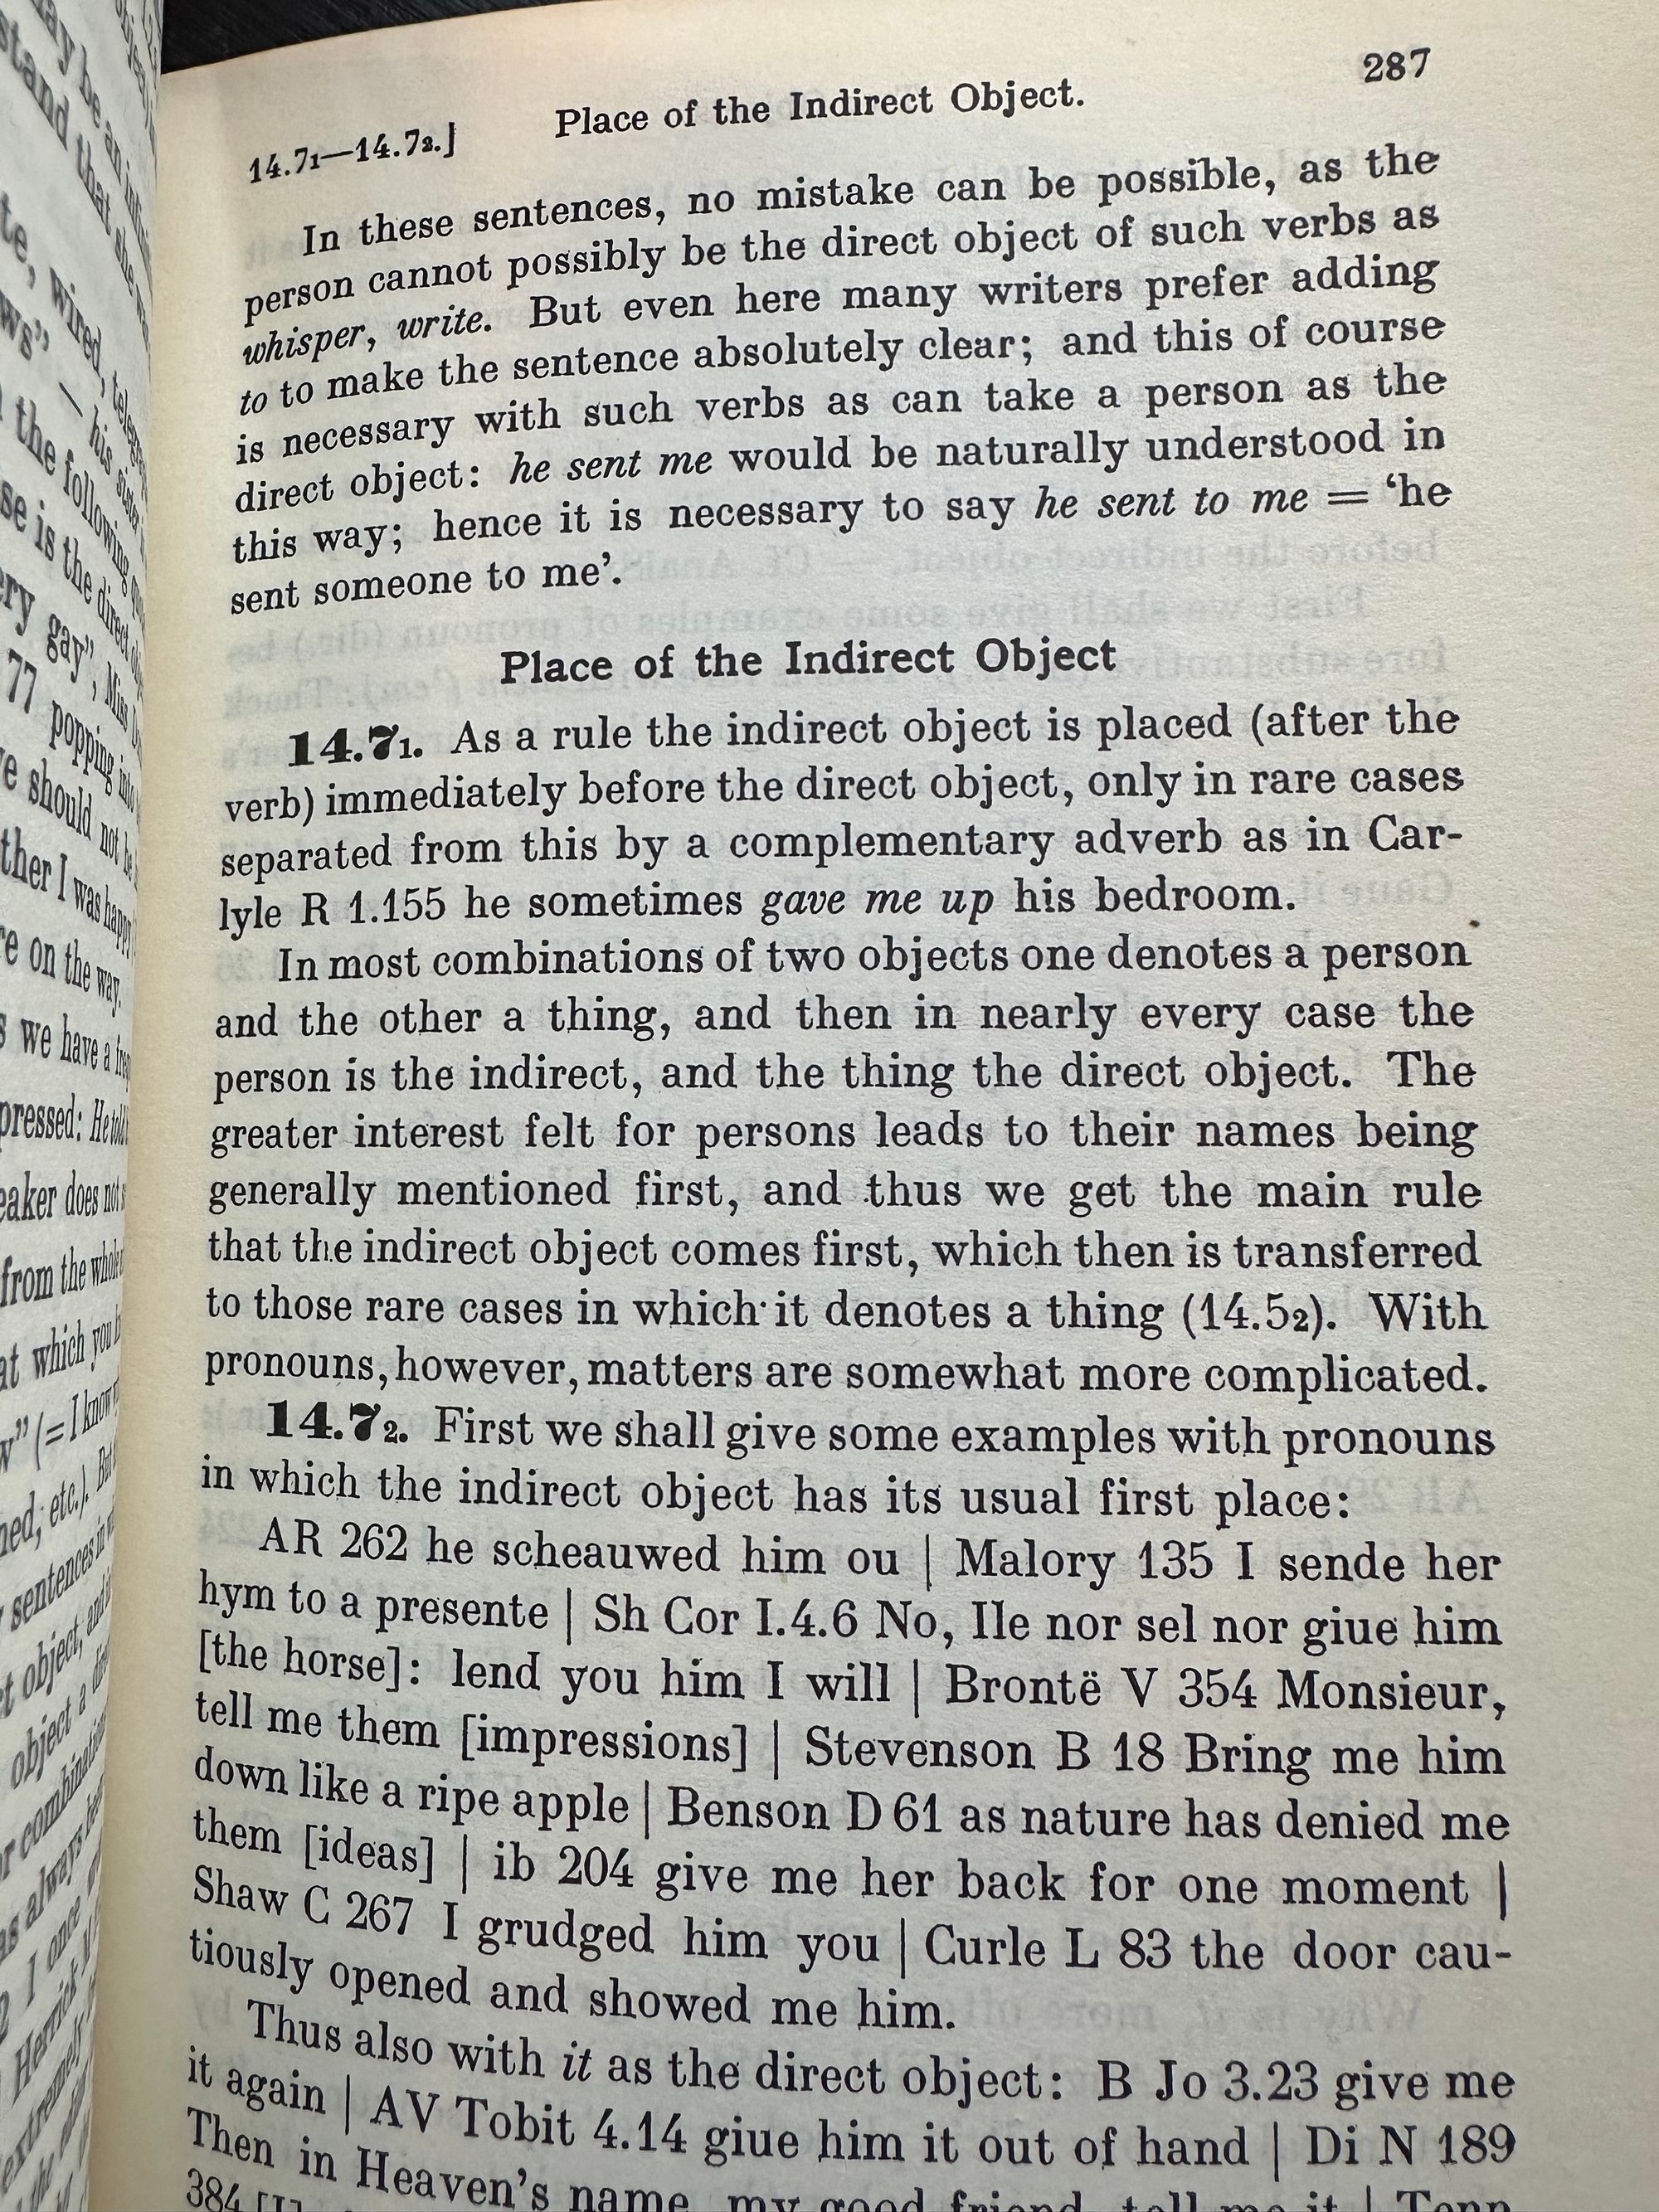 287
14.71—14.72.] Place of the Indirect Object.
In these sentences, no mistake can be possible, as the
person cannot possibly be the direct object of such verbs as
whisper, write. But even here many writers prefer adding
to to make the sentence absolutely clear; and this of course
is necessary with such verbs as can take a person as the
direct object: he sent me would be naturally understood in
this way; hence it is necessary to say he sent to me = ‘he
sent someone to me’.
Place of the Indirect Object
14.71. As a rule the indirect object is placed (after the
verb) immediately before the direct object, only in rare cases
separated from this by a complementary adverb as in Car-
lyle R 1.155 he sometimes gave me up his bedroom.
In most combinations of two objects one denotes a person
and the other a thing, and then in nearly every case the
person is the indirect, and the thing the direct object. The
greater interest felt for persons leads to their names being
generally mentioned first, and thus we get the main rule
that the indirect object comes first, which then is transferred
to those rare cases in which it denotes a thing (14.52). With
pronouns, however, matters are somewhat more complicated.
14.72. First we shall give some examples with pronouns
in which the indirect object has its usual first place:
AR 262 he scheauwed him ou | Malory 135 I sende her
hym to a presente | Sh Cor I.4.6 No, Ile nor sel nor giue him
[the horse]: lend you him I will | Brontë V 354 Monsieur,
tell me them [impressions] | Stevenson B 18 Bring me him
down like a ripe apple | Benson D 61 as nature has denied me
them [ideas] | ib 204 give me her back for one moment |
Shaw C 267 I grudged him you | Curle L 83 the door cau-
tiously opened and showed me him.
Thus also with it as the direct object: B Jo 3.23 give me
it again | AV Tobit 4.14 giue him it out of hand | Di N 189
Then in Heaven's name, my good friend, tell me it | Tenn
384 [I]